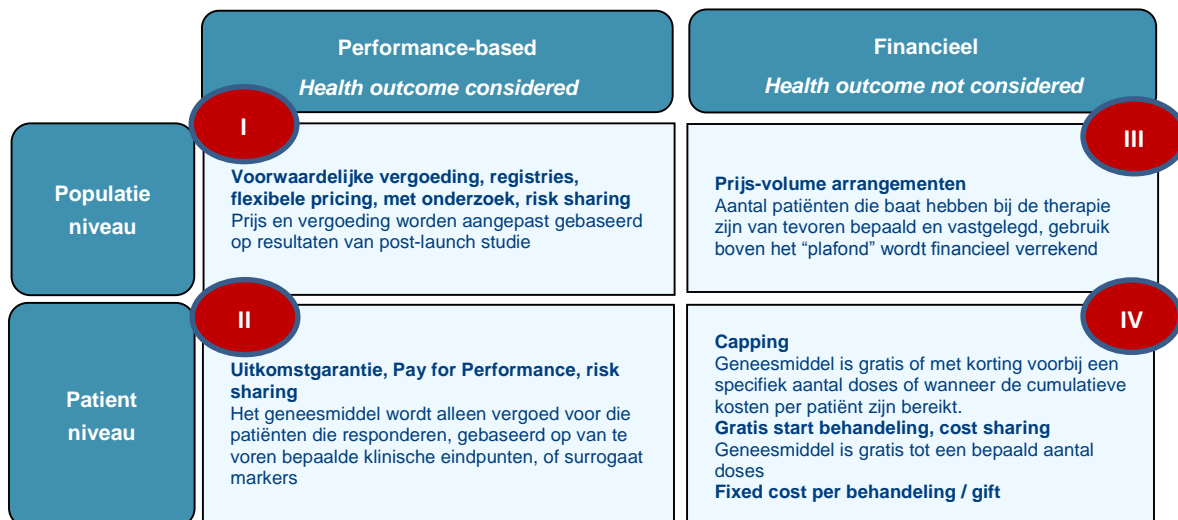 Performance-based
Health outcome considered
Financieel
Health outcome not considered
Populatie
niveau
I
Voorwaardelijke vergoeding, registries,
flexibele pricing, met onderzoek, risk sharing
Prijs en vergoeding worden aangepast gebaseerd
op resultaten van post-launch studie
III
Prijs-volume arrangementen
Aantal patiënten die baat hebben bij de therapie
zijn van tevoren bepaald en vastgelegd, gebruik
boven het “plafond” wordt financieel verrekend
Patient
niveau
II
Uitkomstgarantie, Pay for Performance, risk
sharing
Het geneesmiddel wordt alleen vergoed voor die
patiënten die responderen, gebaseerd op van te
voren bepaalde klinische eindpunten, of surrogaat
markers
IV
Capping
Geneesmiddel is gratis of met korting voorbij een
specifiek aantal doses of wanneer de cumulatieve
kosten per patiënt zijn bereikt.
Gratis start behandeling, cost sharing
Geneesmiddel is gratis tot een bepaald aantal
doses
Fixed cost per behandeling / gift